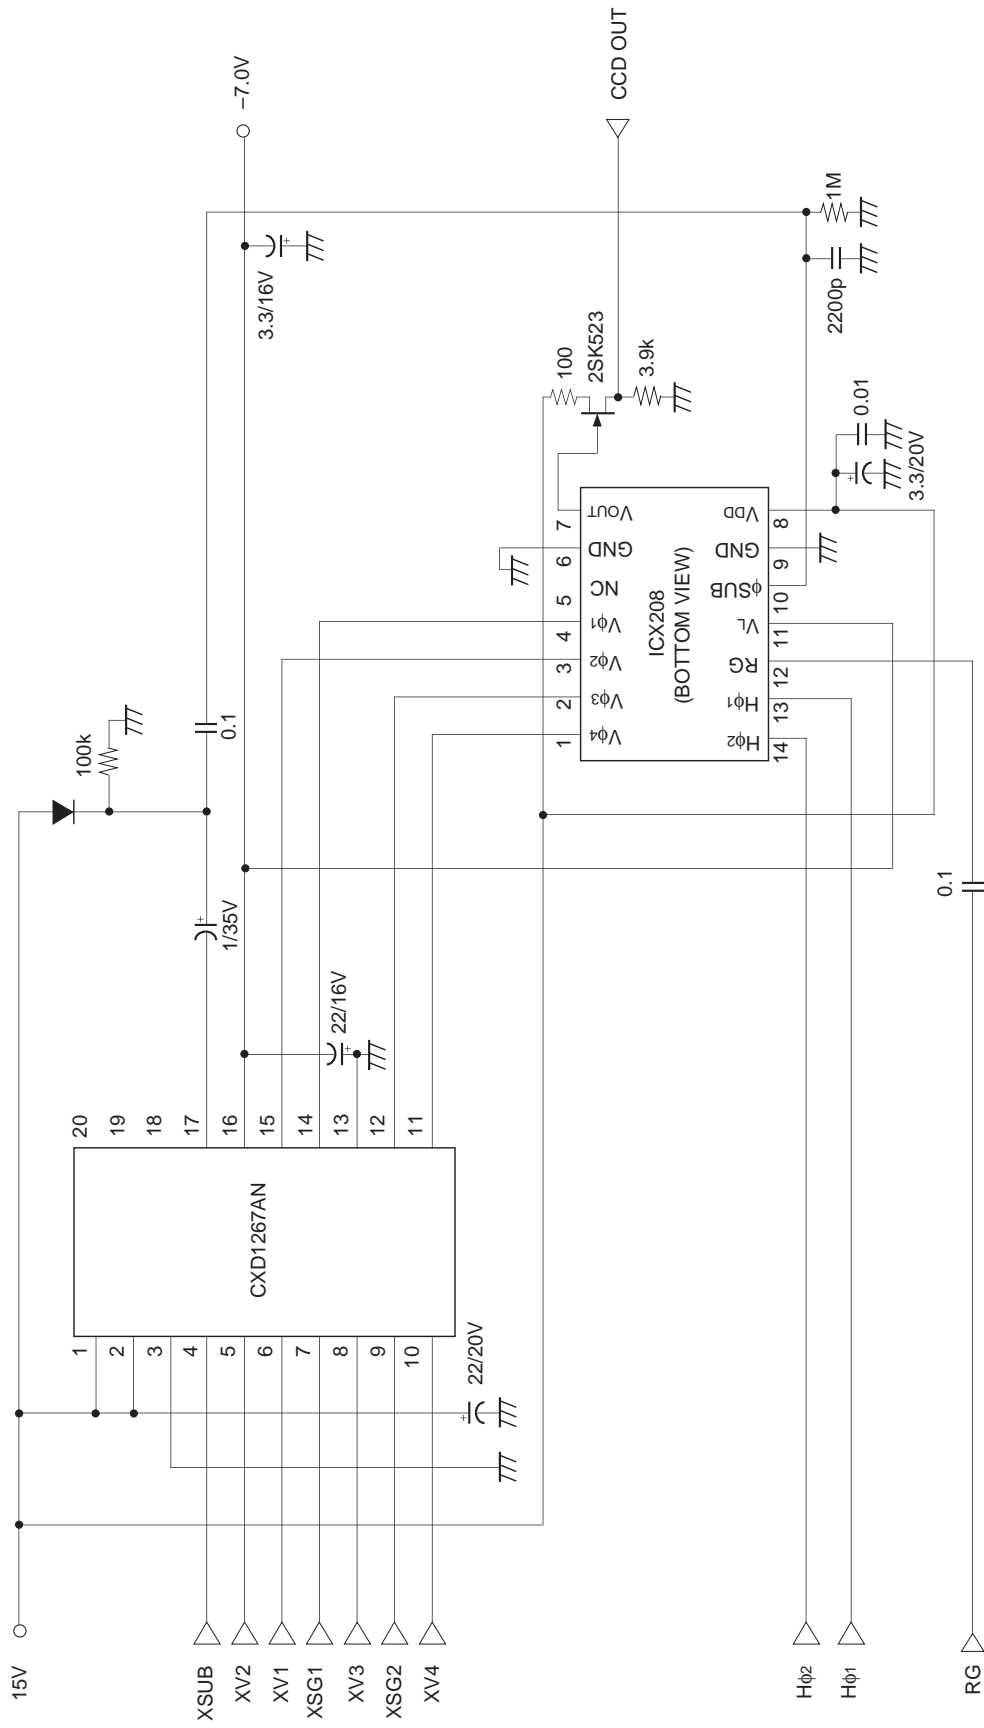 15V
XSUB
XV2
XV1
XSG1
XV3
XSG2
XV4
Hϕ2
Hϕ1
RG
22/20V
1
2
3
4
5
6
7
8
9
10
CXD1267AN
20
19
18
17
16
15
14
13
12
11
22/16V
1/35V
100k
0.1
0.1
–7.0V
3.3/16V
1
2
3
4
5
6
7
Vϕ4
Vϕ3
Vϕ2
Vϕ1
NC
GND
VOUT
ICX208
(BOTTOM VIEW)
Hϕ2
Hϕ1
RG
VL
ϕSUB
GND
VDD
14
13
12
11
10
9
8
100
2SK523
3.9k
CCD OUT
0.01
3.3/20V
2200p
1M